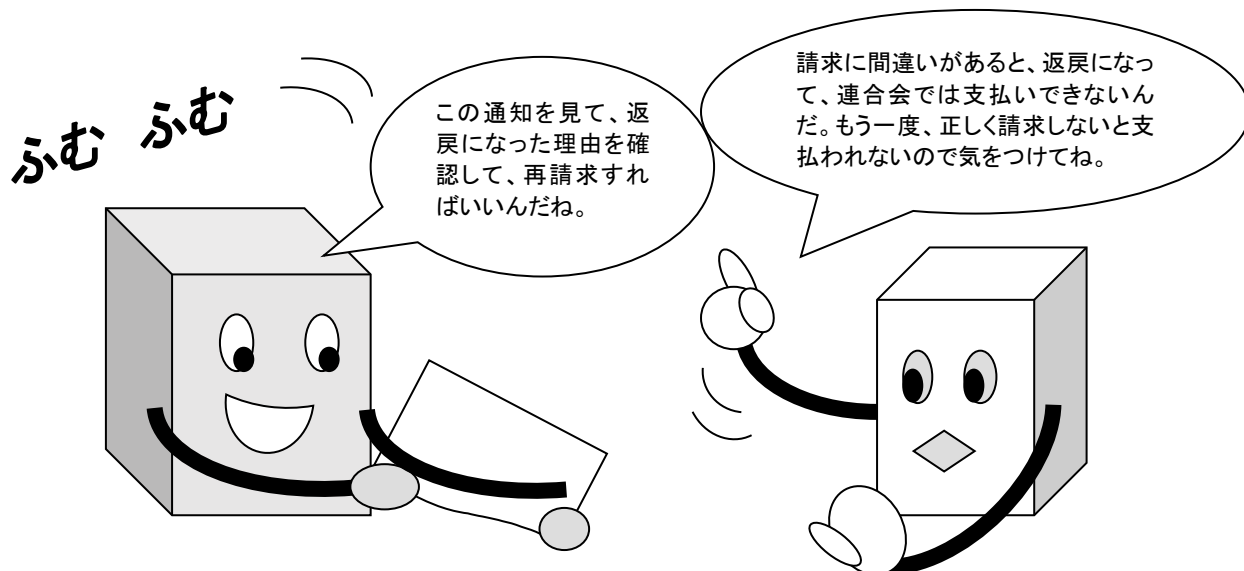 ふむ ふむ
この通知を見て、返
戻になった理由を確
認して、再請求すれ
ばいいんだね。
請求に間違いがあると、返戻になっ
て、連合会では支払いできないん
だ。もう一度、正しく請求しないと支
払われないので気をつけてね。